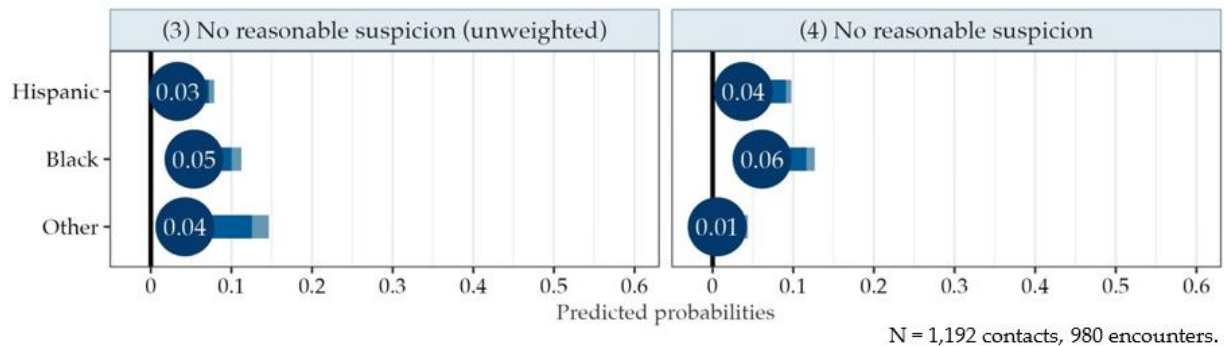 (3) No reasonable suspicion (unweighted)
(4) No reasonable suspicion
Hispanic 0.03 0.04
Black 0.05 0.06
Other 0.04 0.01
0 0.1 0.2 0.3 0.4 0.5 0.6 0 0.1 0.2 0.3 0.4 0.5 0.6
Predicted probabilities
N = 1,192 contacts, 980 encounters.